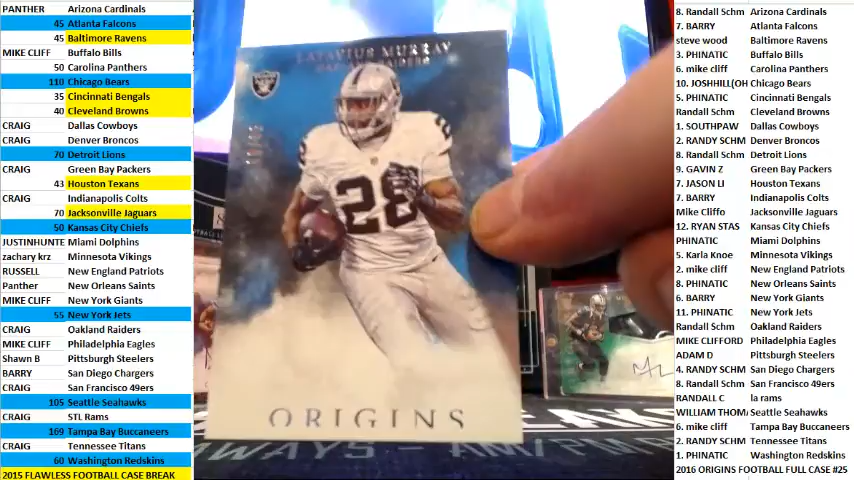 PANTHER Arizona Cardinals
45 Atlanta Falcons
45 Baltimore Ravens
MIKE CLIFF Buffalo Bills
50 Carolina Panthers
110 Chicago Bears
35 Cincinnati Bengals
40 Cleveland Browns
CRAIG Dallas Cowboys
CRAIG Denver Broncos
70 Detroit Lions
CRAIG Green Bay Packers
43 Houston Texans
CRAIG Indianapolis Colts
70 Jacksonville Jaguars
50 Kansas City Chiefs
JUSTINHUNTE Miami Dolphins
zachary krz Minnesota Vikings
RUSSELL New England Patriots
Panther New Orleans Saints
MIKE CLIFF New York Giants
55 New York Jets
CRAIG Oakland Raiders
MIKE CLIFF Philadelphia Eagles
Shawn B Pittsburgh Steelers
BARRY San Diego Chargers
CRAIG San Francisco 49ers
105 Seattle Seahawks
CRAIG STL Rams
169 Tampa Bay Buccaneers
CRAIG Tennessee Titans
60 Washington Redskins
2015 FLAWLESS FOOTBALL CASE BREAK
LATAVIUS MURRAY
RAIDERS
28
ORIGINS
8. Randall Schm Arizona Cardinals
7. BARRY Atlanta Falcons
steve wood Baltimore Ravens
3. PHINATIC Buffalo Bills
6. mike cliff Carolina Panthers
10. JOSHHILL(OH Chicago Bears
5. PHINATIC Cincinnati Bengals
Randall Schm Cleveland Browns
1. SOUTHPAW Dallas Cowboys
2. RANDY SCHM Denver Broncos
8. Randall Schm Detroit Lions
9. GAVIN Z Green Bay Packers
7. JASON LI Houston Texans
7. BARRY Indianapolis Colts
Mike Cliffo Jacksonville Jaguars
12. RYAN STAS Kansas City Chiefs
PHINATIC Miami Dolphins
5. Karla Knoe Minnesota Vikings
2. mike cliff New England Patriots
8. PHINATIC New Orleans Saints
6. BARRY New York Giants
11. PHINATIC New York Jets
Randall Schm Oakland Raiders
MIKE CLIFFORD Philadelphia Eagles
ADAM D Pittsburgh Steelers
4. RANDY SCHM San Diego Chargers
8. Randall Schm San Francisco 49ers
RANDALL C la rams
WILLIAM THOMA Seattle Seahawks
6. mike cliff Tampa Bay Buccaneers
2. RANDY SCHM Tennessee Titans
1. PHINATIC Washington Redskins
2016 ORIGINS FOOTBALL FULL CASE #25